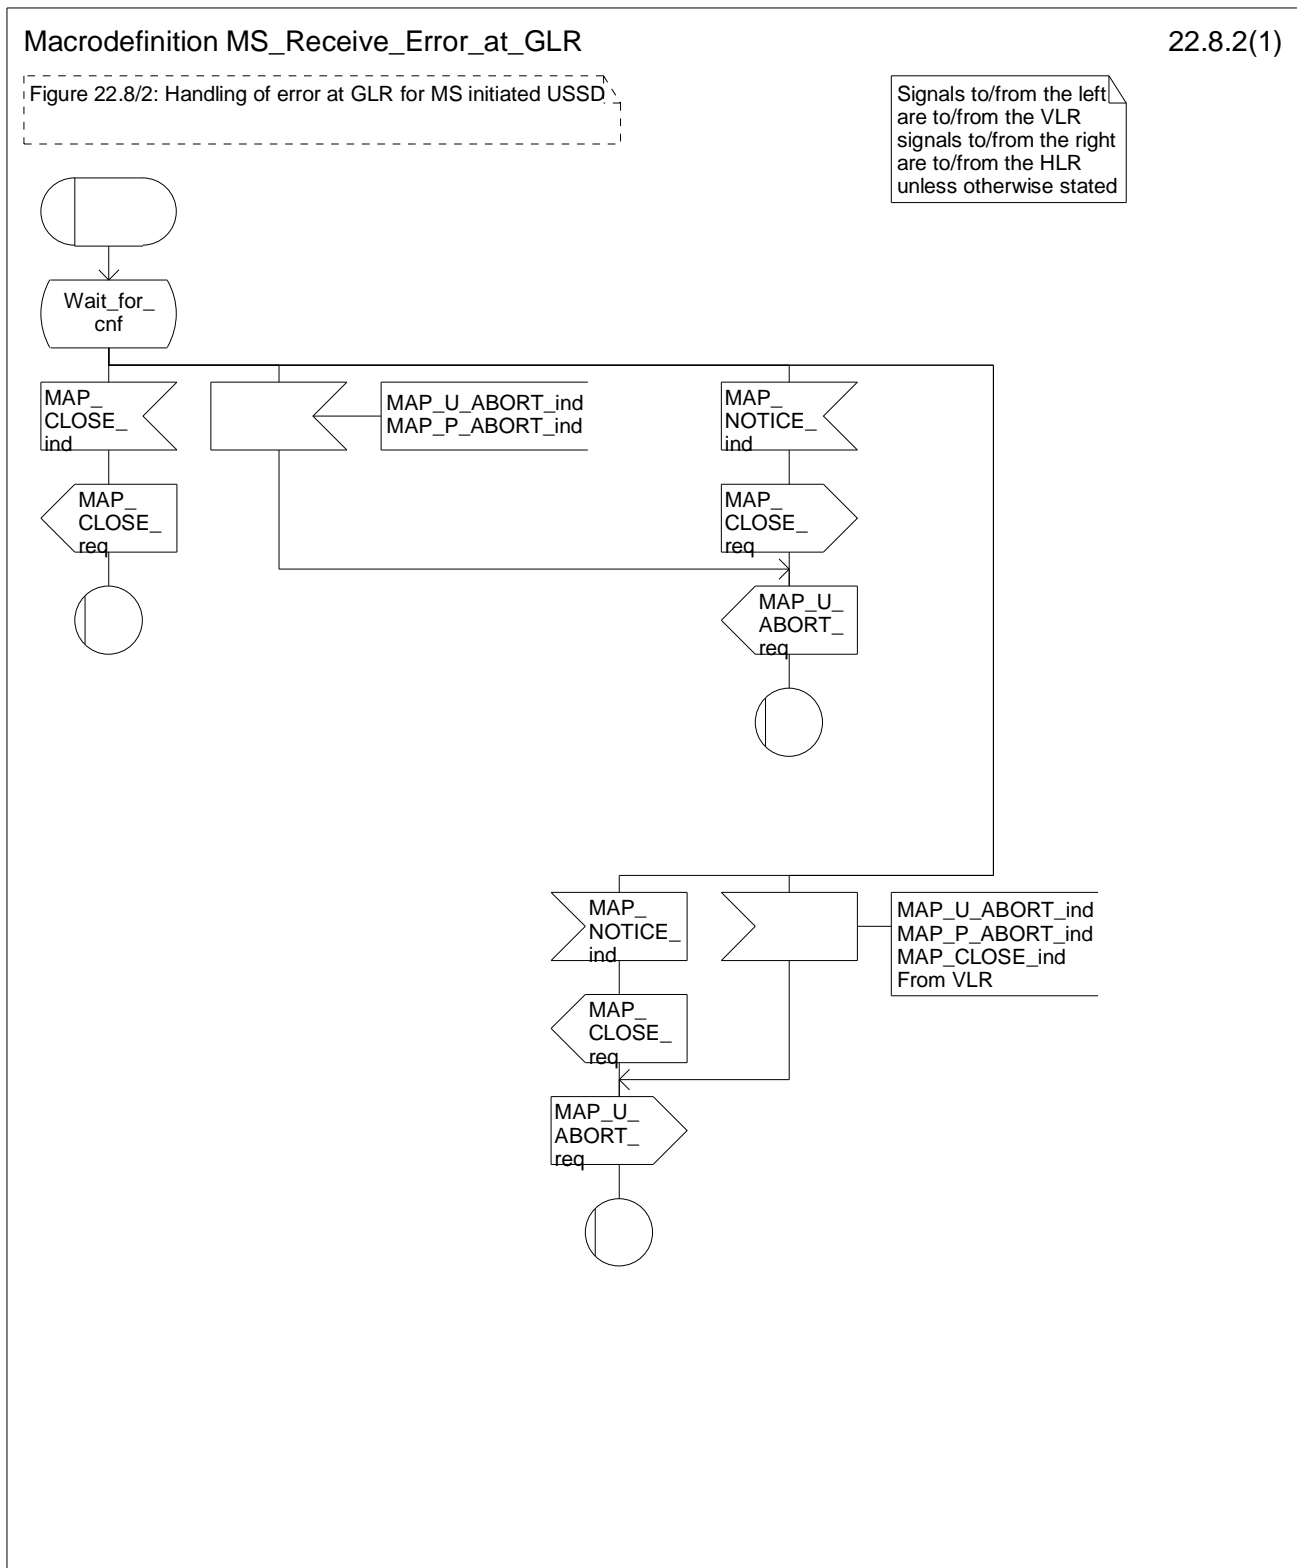 Macrodefinition MS_Receive_Error_at_GLR
22.8.2(1)
Figure 22.8/2: Handling of error at GLR for MS initiated USSD
Signals to/from the left
are to/from the VLR
signals to/from the right
are to/from the HLR
unless otherwise stated
Wait_for_
cnf
MAP_
CLOSE_
ind
MAP_U_ABORT_ind
MAP_P_ABORT_ind
MAP_
NOTICE_
ind
MAP_
CLOSE_
req
MAP_
CLOSE_
req
MAP_U_
ABORT_
req
MAP_
NOTICE_
ind
MAP_U_ABORT_ind
MAP_P_ABORT_ind
MAP_CLOSE_ind
From VLR
MAP_
CLOSE_
req
MAP_U_
ABORT_
req